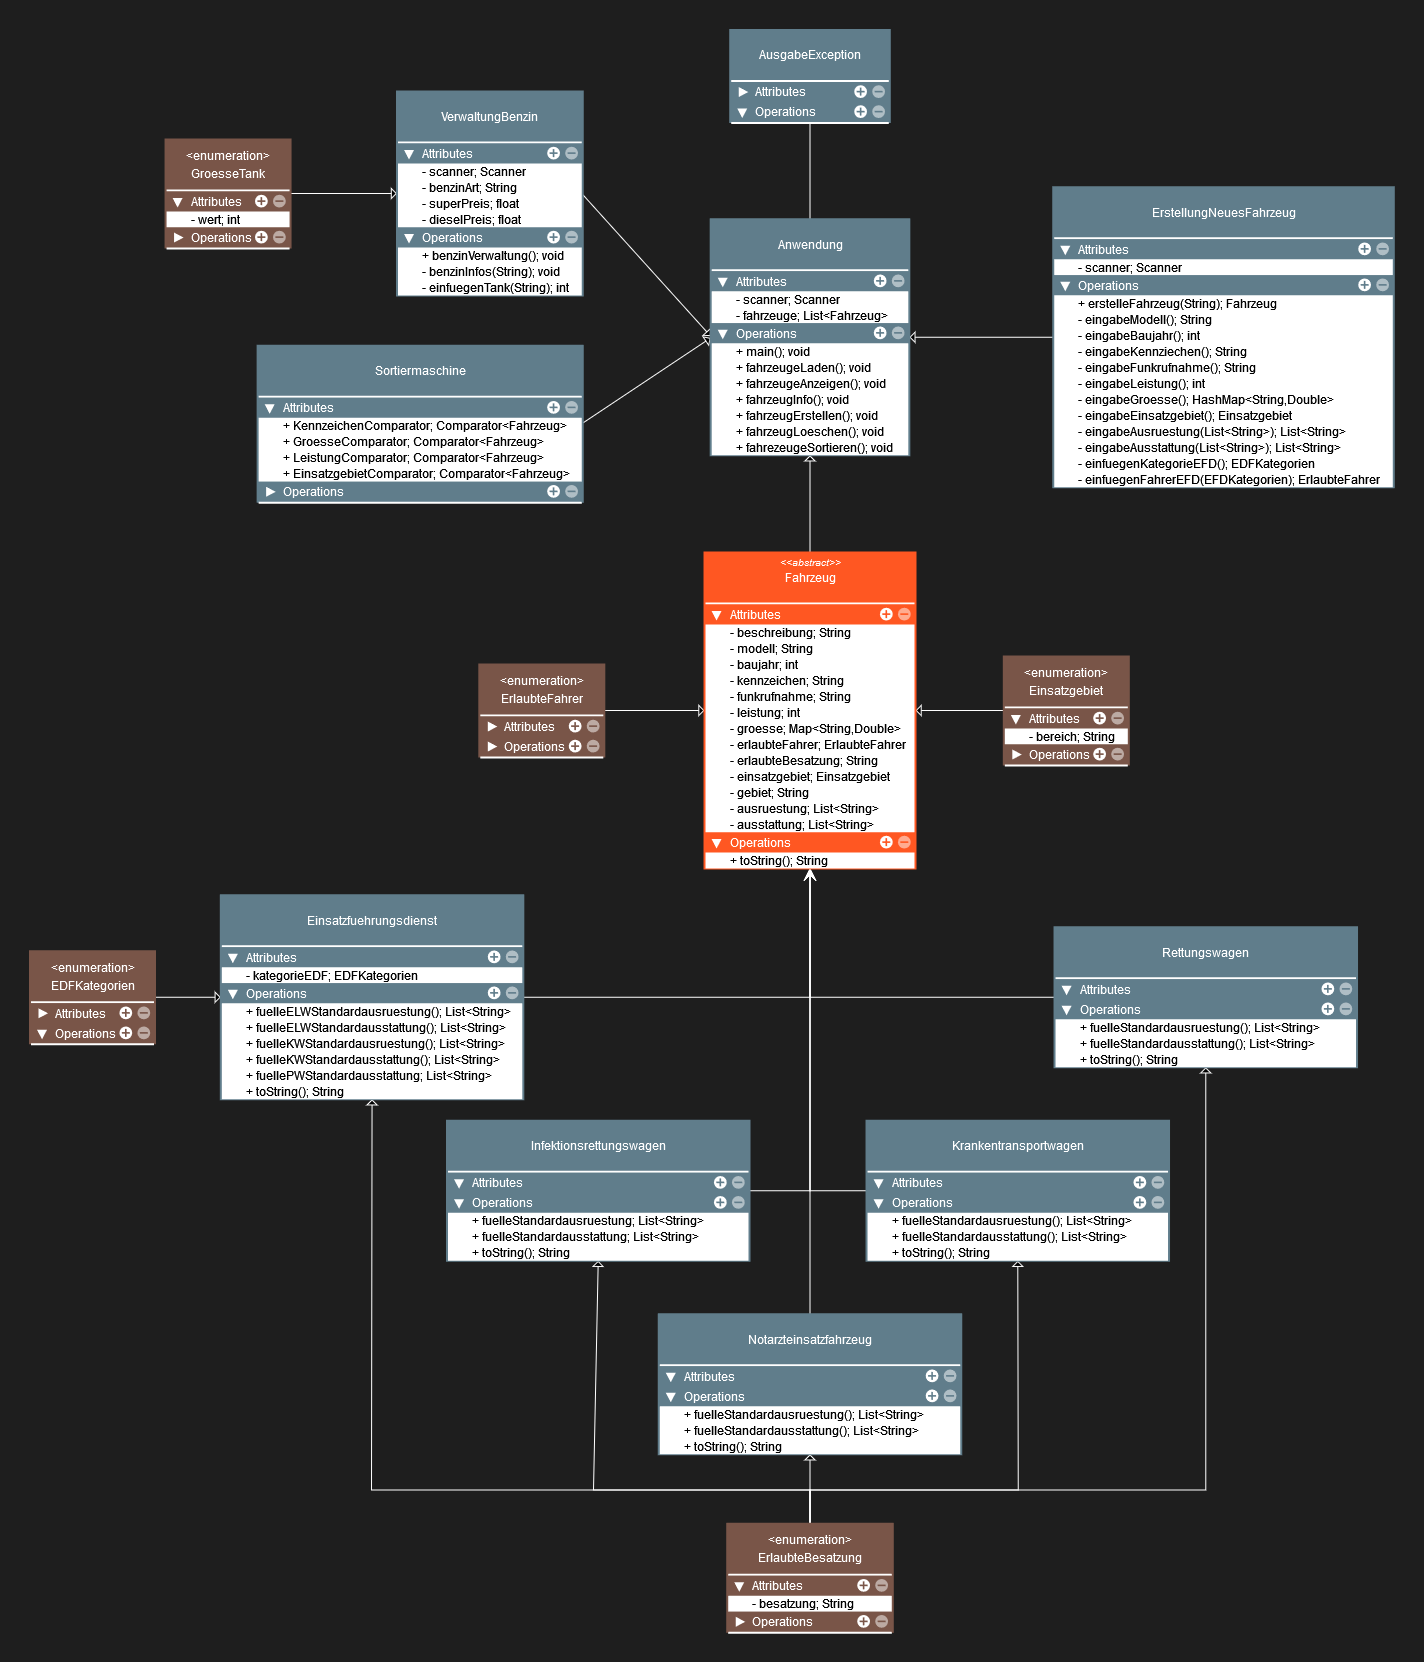 AusgabeException
Attributes
Operations
VerwaltungBenzin
Attributes
- scanner; Scanner
- benzinArt; String
- superPreis; float
- dieselPreis; float
Operations
+ benzinVerwaltung(); void
- benzinInfos(String); void
- einfuegenTank(String); int
<enumeration>
GroesseTank
Attributes
- wert; int
Operations
Anwendung
Attributes
- scanner; Scanner
- fahrzeuge; List<Fahrzeug>
Operations
+ main(); void
+ fahrzeugeLaden(); void
+ fahrzeugeAnzeigen(); void
+ fahrzeugInfo(); void
+ fahrzeugErstellen(); void
+ fahrzeugLoeschen(); void
+ fahrezeugeSortieren(); void
ErstellungNeuesFahrzeug
Attributes
- scanner; Scanner
Operations
+ erstelleFahrzeug(String); Fahrzeug
- eingabeModell(); String
- eingabeBaujahr(); int
- eingabeKennziechen(); String
- eingabeFunkrufnahme(); String
- eingabeLeistung(); int
- eingabeGroesse(); HashMap<String,Double>
- eingabeEinsatzgebiet(); Einsatzgebiet
- eingabeAusruestung(List<String>); List<String>
- eingabeAusstattung(List<String>); List<String>
- einfuegenKategorieEFD(); EDFKategorien
- einfuegenFahrerEFD(EFDKategorien); ErlaubteFahrer
Sortiermaschine
Attributes
+ KennzeichenComparator; Comparator<Fahrzeug>
+ GroesseComparator; Comparator<Fahrzeug>
+ LeistungComparator; Comparator<Fahrzeug>
+ EinsatzgebietComparator; Comparator<Fahrzeug>
Operations
<<abstract>>
Fahrzeug
Attributes
- beschreibung; String
- modell; String
- baujahr; int
- kennzeichen; String
- funkrufnahme; String
- leistung; int
- groesse; Map<String,Double>
- erlaubteFahrer; ErlaubteFahrer
- erlaubteBesatzung; String
- einsatzgebiet; Einsatzgebiet
- gebiet; String
- ausruestung; List<String>
- ausstattung; List<String>
Operations
+ toString(); String
<enumeration>
ErlaubteFahrer
Attributes
Operations
<enumeration>
Einsatzgebiet
Attributes
- bereich; String
Operations
Einsatzfuehrungsdienst
Attributes
- kategorieEDF; EDFKategorien
Operations
+ fuelleELWStandardausruestung(); List<String>
+ fuelleELWStandardausstattung(); List<String>
+ fuelleKWStandardausruestung(); List<String>
+ fuelleKWStandardausstattung(); List<String>
+ fuellePWStandardausstattung; List<String>
+ toString(); String
<enumeration>
EDFKategorien
Attributes
Operations
Rettungswagen
Attributes
Operations
+ fuelleStandardausruestung(); List<String>
+ fuelleStandardausstattung(); List<String>
+ toString(); String
Infektionsrettungswagen
Attributes
Operations
+ fuelleStandardausruestung; List<String>
+ fuelleStandardausstattung; List<String>
+ toString(); String
Krankentransportwagen
Attributes
Operations
+ fuelleStandardausruestung(); List<String>
+ fuelleStandardausstattung(); List<String>
+ toString(); String
Notarzteinsatzfahrzeug
Attributes
Operations
+ fuelleStandardausruestung(); List<String>
+ fuelleStandardausstattung(); List<String>
+ toString(); String
<enumeration>
ErlaubteBesatzung
Attributes
- besatzung; String
Operations